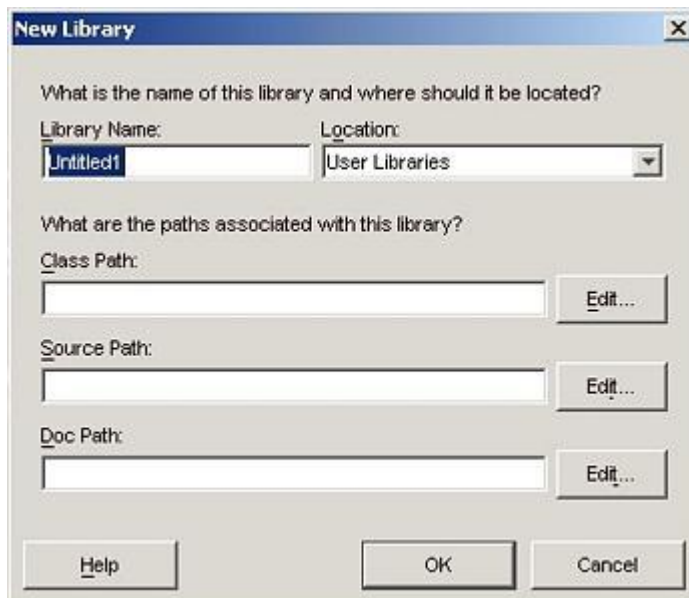 New Library
What is the name of this library and where should it be located?
Library Name: Location:
Untitled1 User Libraries
What are the paths associated with this library?
Class Path:
Edit...
Source Path:
Edit...
Doc Path:
Edit...
Help OK Cancel